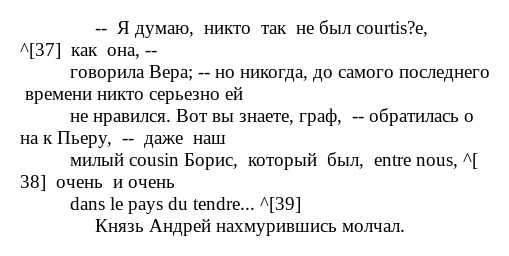 --  Я думаю,  никто  так  не был courtis?e,
^[37]  как  она, --
говорила Вера; -- но никогда, до самого последнего
времени никто серьезно ей
не нравился. Вот вы знаете, граф,  -- обратилась о
на к Пьеру,  --  даже  наш
милый cousin Борис,  который  был,  entre nous, ^[
38]  очень  и очень
dans le pays du tendre... ^[39]
Князь Андрей нахмурившись молчал.